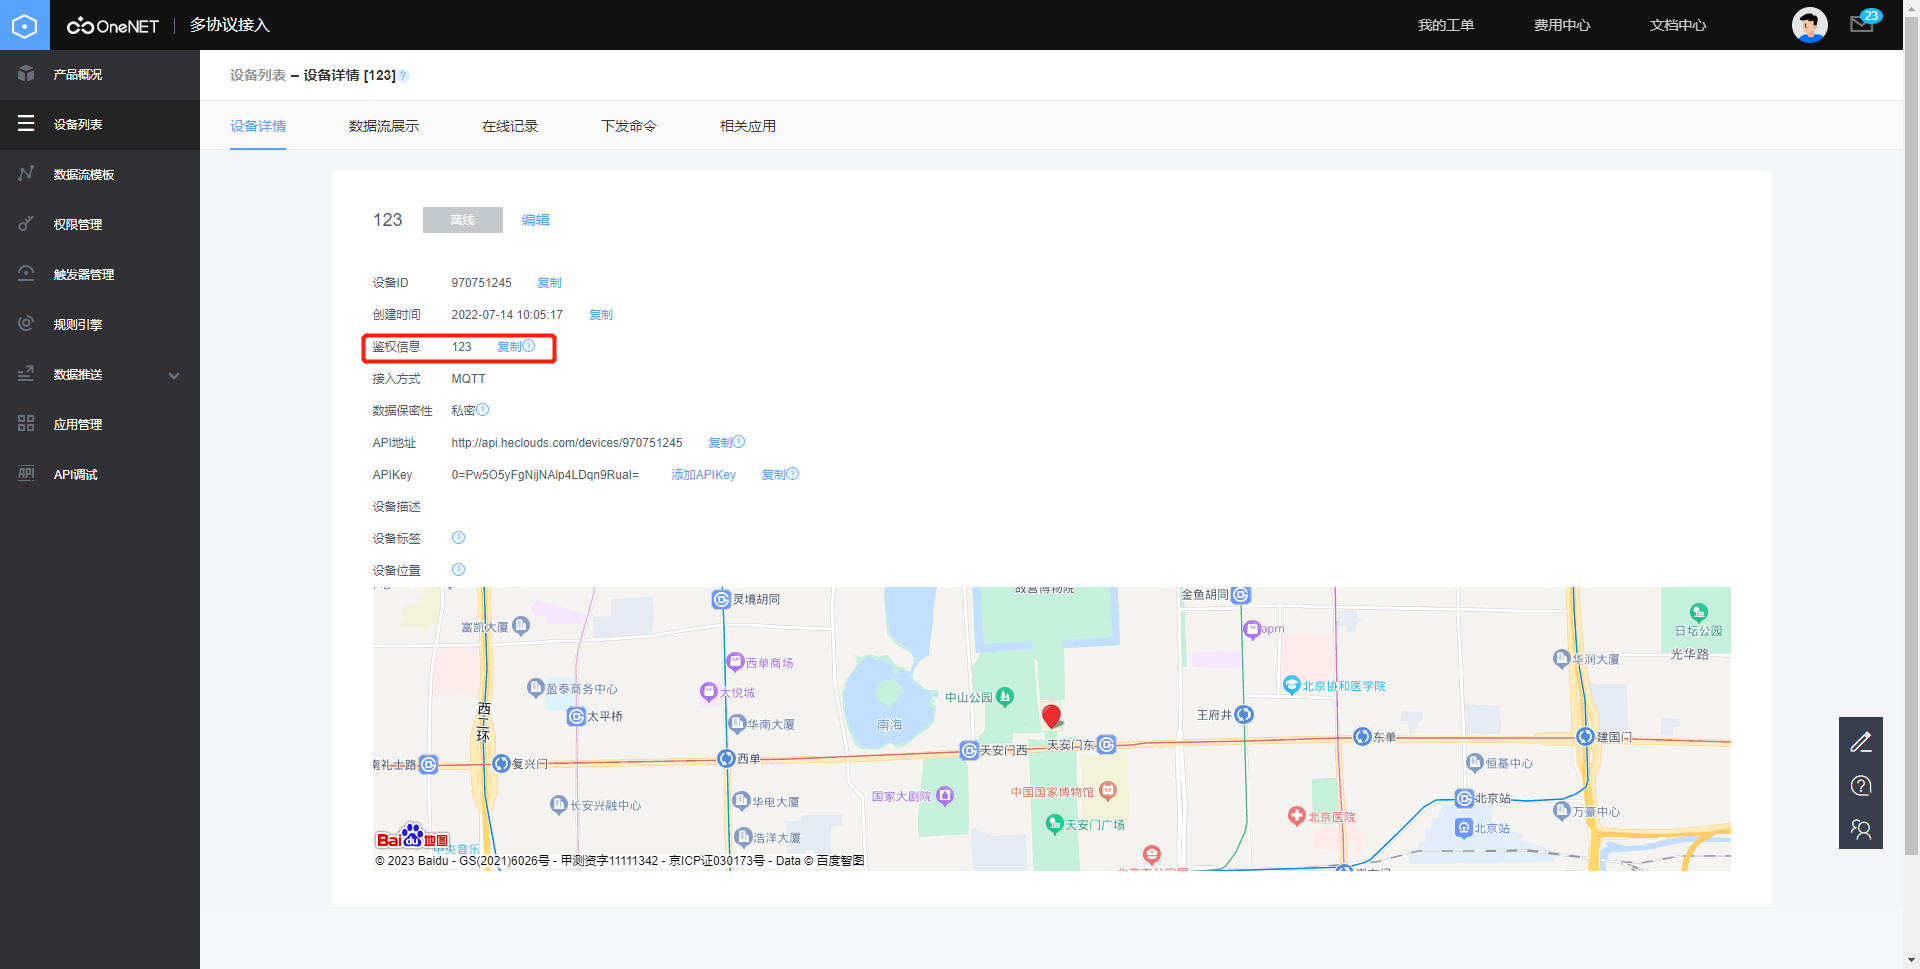 OneNET | 多协议接入
我的工单
费用中心
文档中心
23
产品概况
设备列表
数据流模板
权限管理
触发器管理
规则引擎
数据推送
应用管理
API调试
设备列表 – 设备详情 [123]
设备详情
数据流展示
在线记录
下发命令
相关应用
123 离线 编辑
设备ID 970751245 复制
创建时间 2022-07-14 10:05:17 复制
鉴权信息 123 复制
接入方式 MQTT
数据保密性 私密
API地址 http://api.heclouds.com/devices/970751245 复制
APIKey 0=Pw5O5yFgNijNAlp4LDqn9RuaI= 添加APIKey 复制
设备描述
设备标签
设备位置
灵境胡同
故宫博物院
金鱼胡同
富凯大厦
apm
日坛公园
光华路
西单商场
华润大厦
盈泰商务中心
大悦城
中山公园
北京协和医学院
太平桥
华南大厦
南海
王府井
西二环
天安门西
天安门东
东单
建国门
南礼士路
复兴门
西单
恒基中心
长安兴融中心
华电大厦
国家大剧院
中国国家博物馆
北京站
万豪中心
天安门广场
北京医院
北京站
浩洋大厦
Bai du 地图
中央音乐
© 2023 Baidu - GS(2021)6026号 - 甲测资字11111342 - 京ICP证030173号 - Data © 百度智图